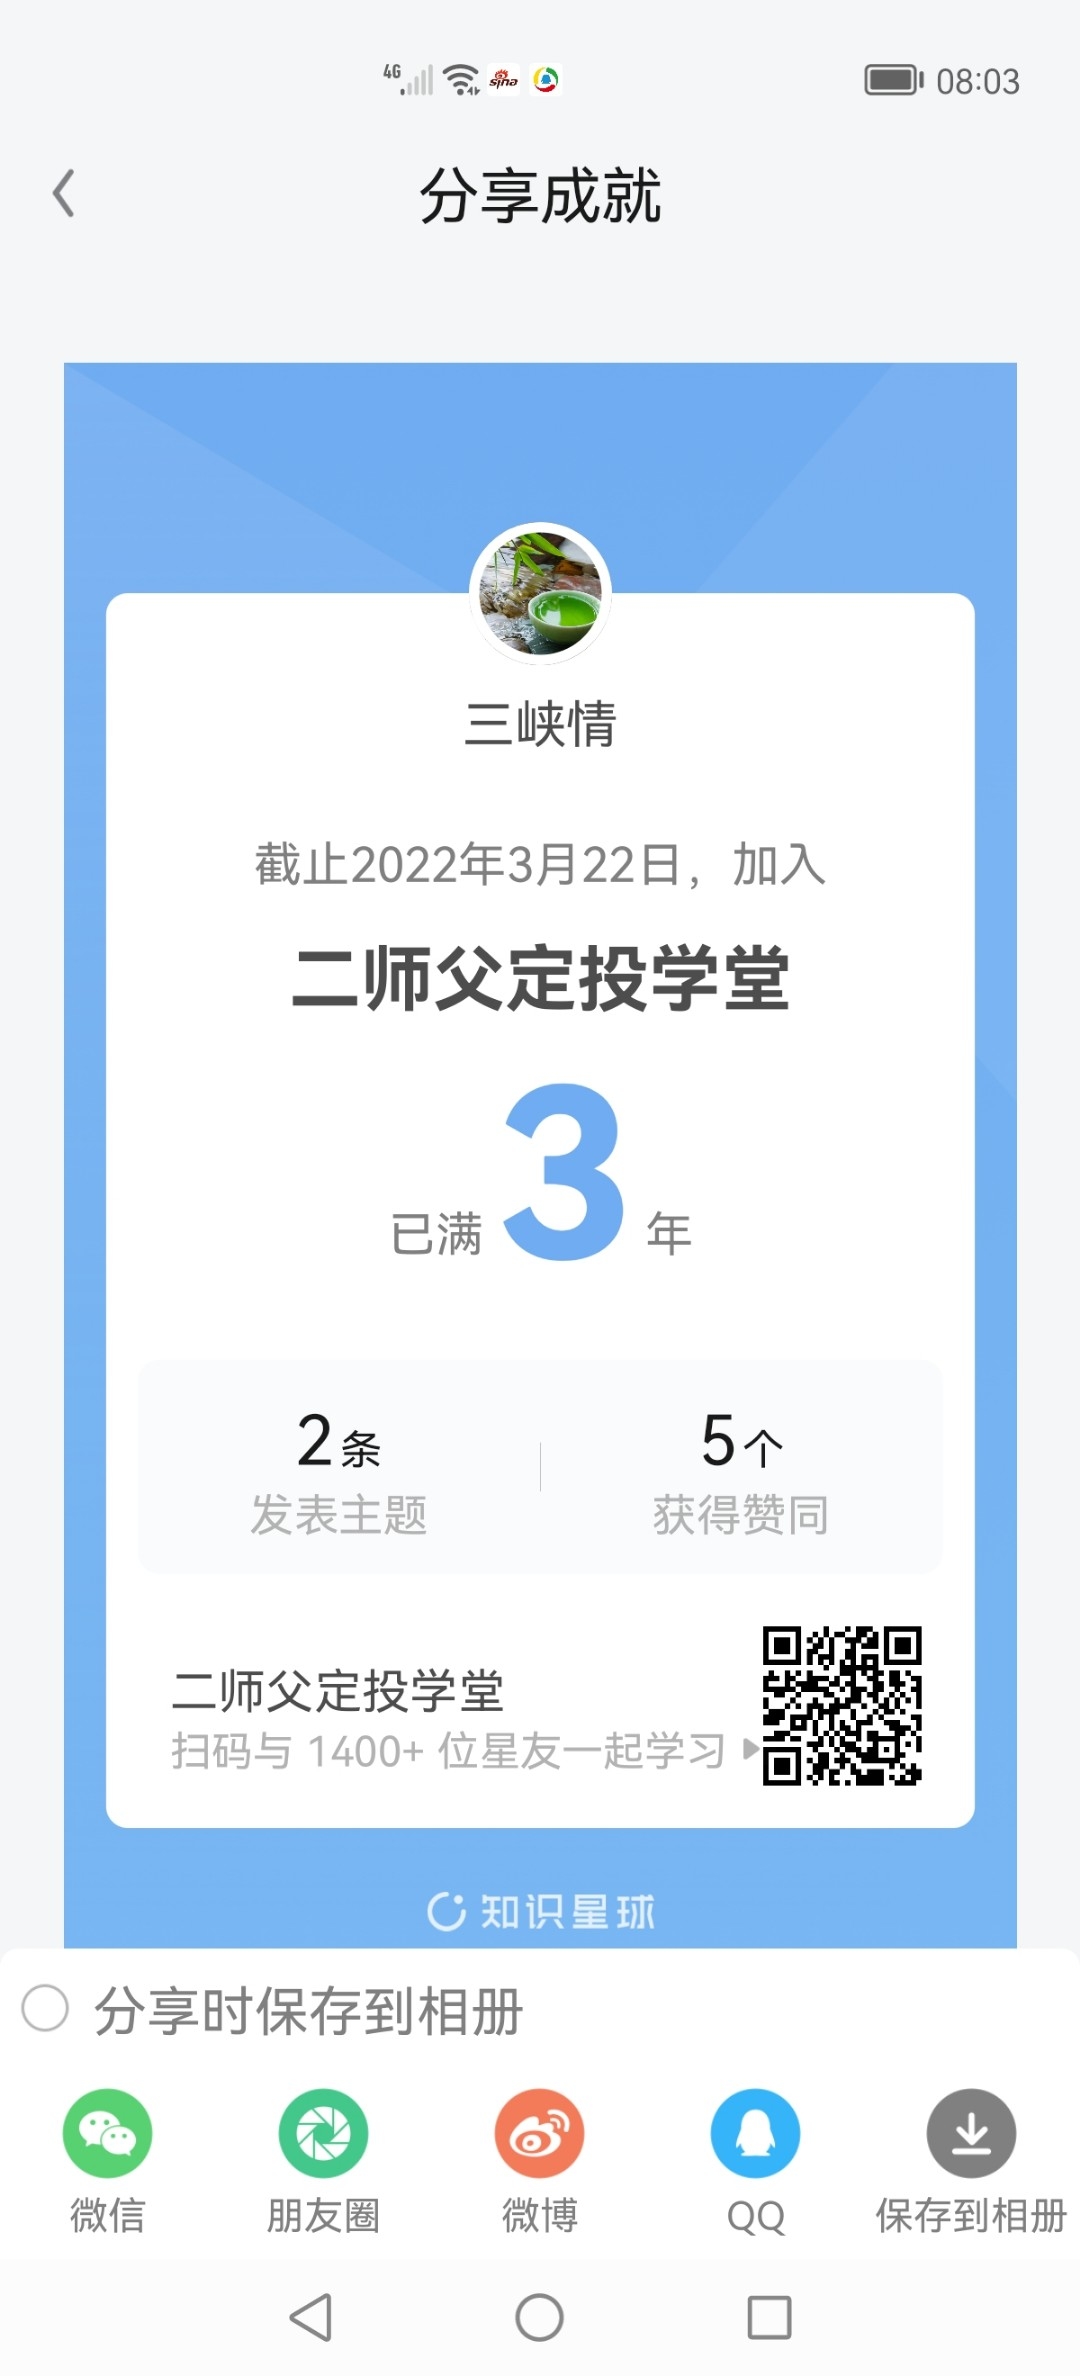 4G
sina
08:03
分享成就
三峡情
截止2022年3月22日，加入
二师父定投学堂
已满 3 年
2条
5个
发表主题
获得赞同
二师父定投学堂
扫码与 1400+ 位星友一起学习
知识星球
分享时保存到相册
微信
朋友圈
微博
QQ
保存到相册